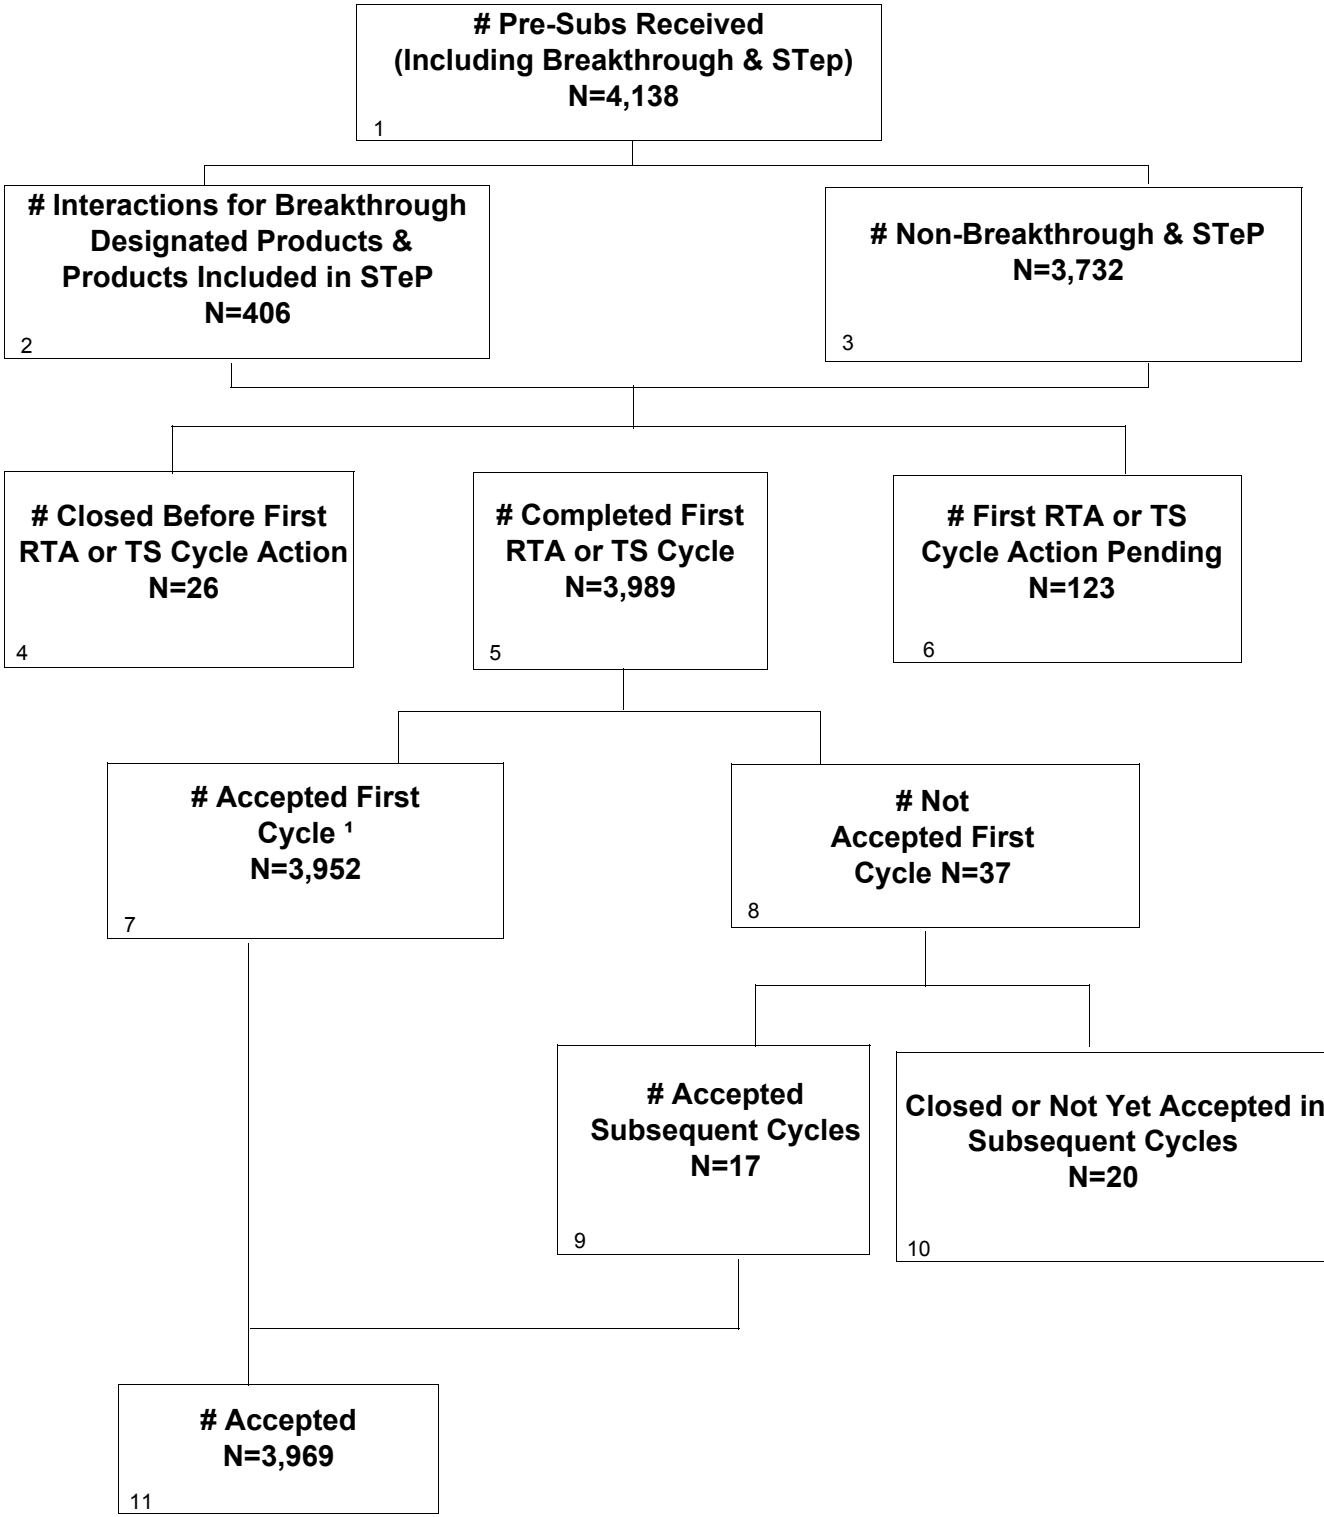 # Pre-Subs Received
(Including Breakthrough & STep)
N=4,138
1
# Interactions for Breakthrough
Designated Products &
Products Included in STeP
N=406
2
# Non-Breakthrough & STeP
N=3,732
3
# Closed Before First
RTA or TS Cycle Action
N=26
4
# Completed First
RTA or TS Cycle
N=3,989
5
# First RTA or TS
Cycle Action Pending
N=123
6
# Accepted First
Cycle ¹
N=3,952
7
# Not
Accepted First
Cycle N=37
8
# Accepted
Subsequent Cycles
N=17
9
Closed or Not Yet Accepted in
Subsequent Cycles
N=20
10
# Accepted
N=3,969
11